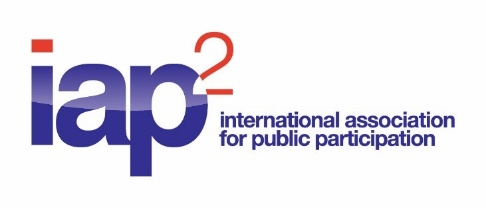 iap2
international association
for public participation